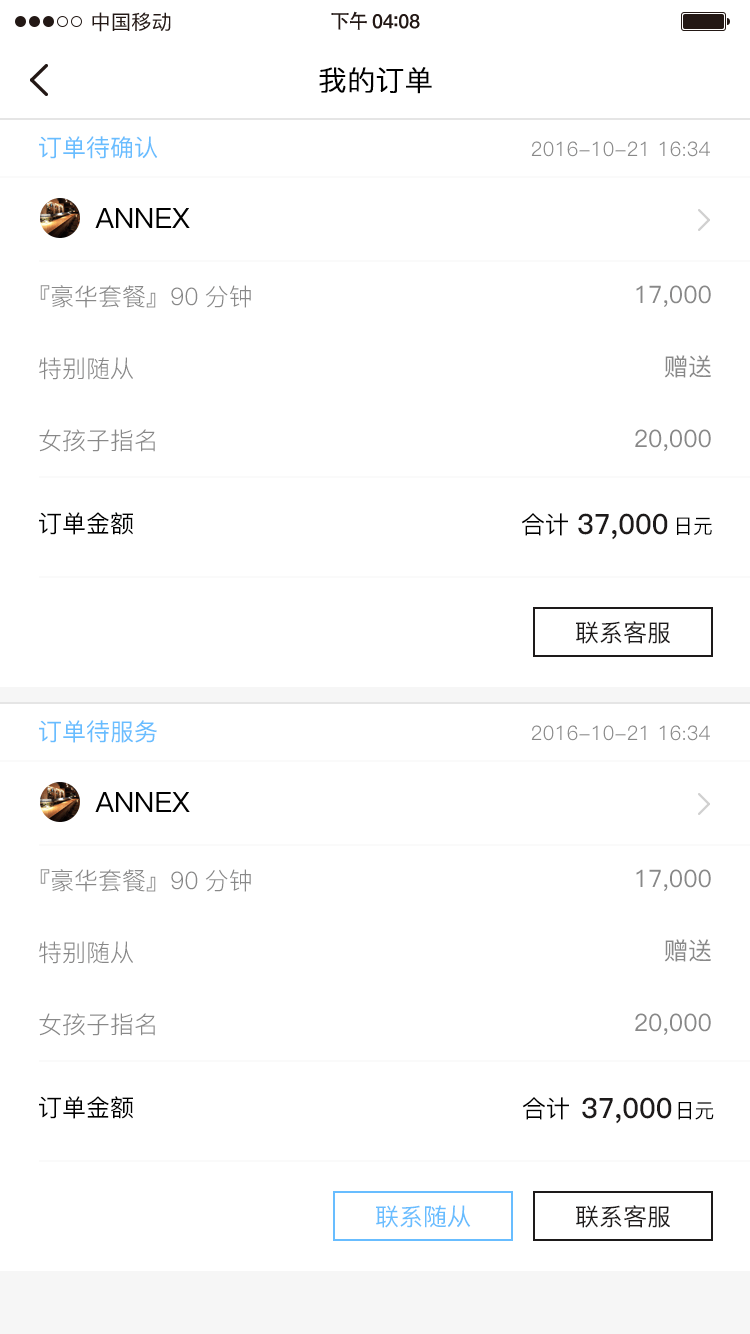 中国移动 下午 04:08
我的订单
订单待确认 2016-10-21 16:34
ANNEX
『豪华套餐』90 分钟 17,000
特别随从 赠送
女孩子指名 20,000
订单金额 合计 37,000 日元
联系客服
订单待服务 2016-10-21 16:34
ANNEX
『豪华套餐』90 分钟 17,000
特别随从 赠送
女孩子指名 20,000
订单金额 合计 37,000 日元
联系随从 联系客服